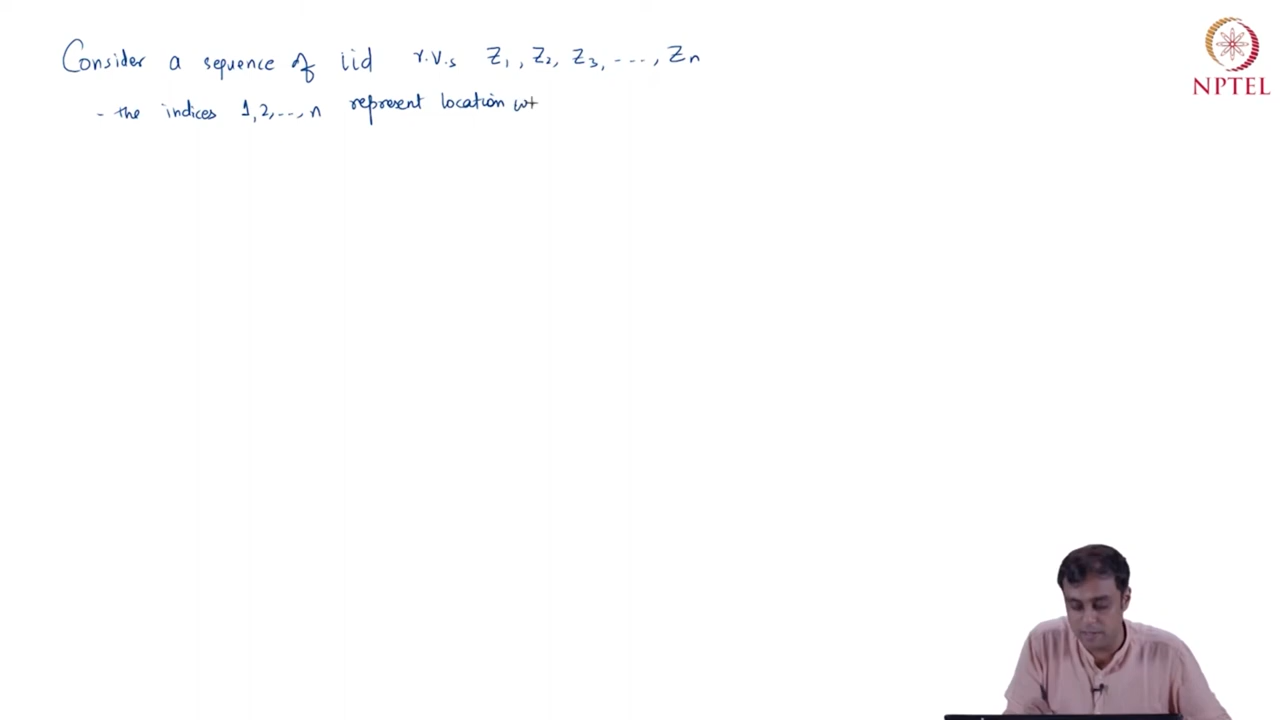 Consider a sequence of iid r.v.s Z₁, Z₂, Z₃, ..., Zₙ
- the indices 1,2,...,n represent location wt
NPTEL